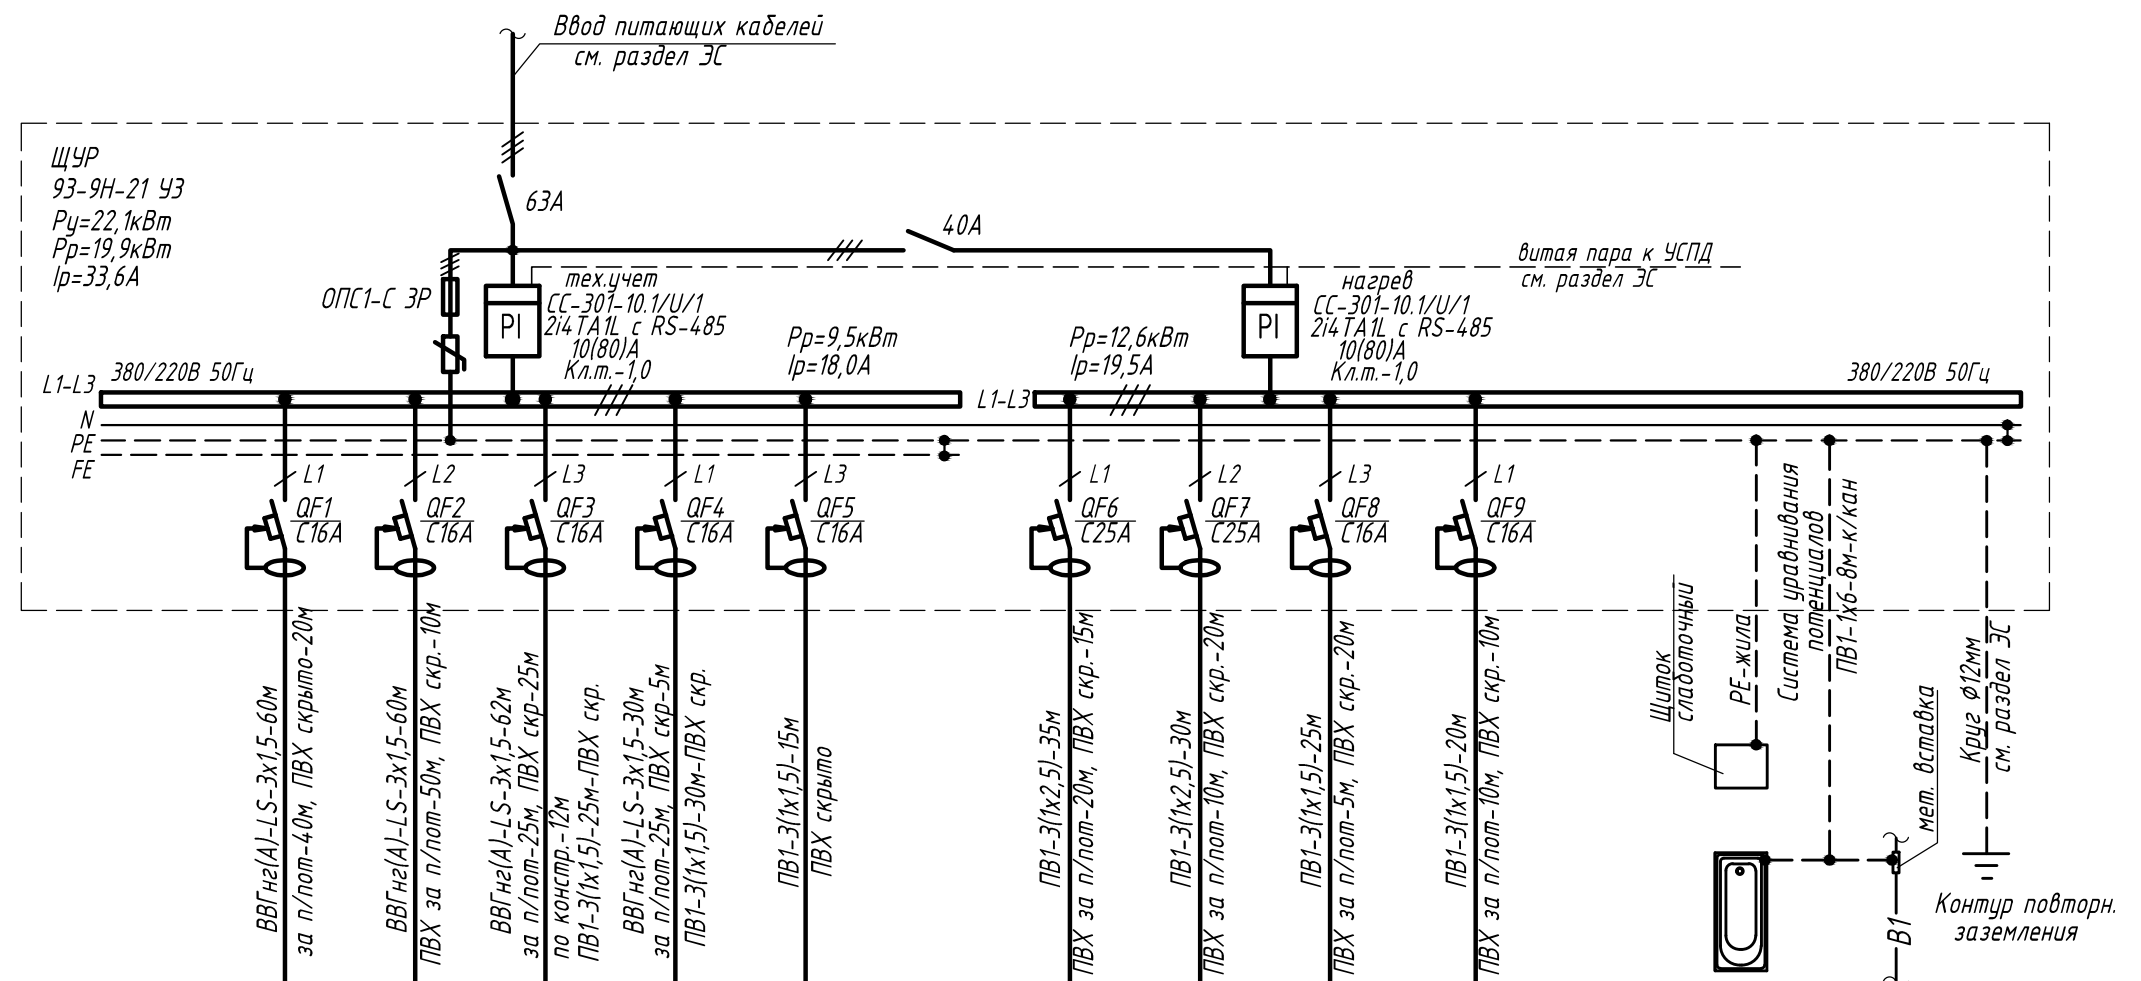 Ввод питающих кабелей
см. раздел ЭС
ЩУР
ЯЗ-9Н-21 УЗ
Ру=22,1кВт
Рр=19,9кВт
Iр=33,6А
63А
40А
витая пара к УСПД
см. раздел ЭС
ОПС1-С 3Р
PI
тех.учет
СС-301-10.1/U/1
2i4TA1L с RS-485
10(80)А
Кл.т.-1,0
Рр=9,5кВт
Iр=18,0А
Рр=12,6кВт
Iр=19,5А
PI
нагрев
СС-301-10.1/U/1
2i4TA1L с RS-485
10(80)А
Кл.т.-1,0
L1-L3
380/220В 50Гц
L1-L3
380/220В 50Гц
N
PE
FE
L1
L2
L3
L1
L3
L1
L2
L3
L1
QF1
С16А
QF2
С16А
QF3
С16А
QF4
С16А
QF5
С16А
QF6
С25А
QF7
С25А
QF8
С16А
QF9
С16А
ВВГнг(А)-LS-3х1,5-60м
за п/пот-40м, ПВХ скрыто-20м
ВВГнг(А)-LS-3х1,5-60м
ПВХ за п/пот-50м, ПВХ скр.-10м
ВВГнг(А)-LS-3х1,5-62м
за п/пот-25м, ПВХ скр-25м
по констр.-12м
ПВ1-3(1х1,5)-25м-ПВХ скр.
ВВГнг(А)-LS-3х1,5-30м
за п/пот-25м, ПВХ скр-5м
ПВ1-3(1х1,5)-30м-ПВХ скр.
ПВ1-3(1х1,5)-15м
ПВХ скрыто
ПВ1-3(1х2,5)-35м
ПВХ за п/пот-20м, ПВХ скр.-15м
ПВ1-3(1х2,5)-30м
ПВХ за п/пот-10м, ПВХ скр.-20м
ПВ1-3(1х1,5)-25м
ПВХ за п/пот-5м, ПВХ скр.-20м
ПВ1-3(1х1,5)-20м
ПВХ за п/пот-10м, ПВХ скр.-10м
Щиток
слаботочный
РЕ-жила
Система уравнивания
потенциалов
ПВ1-1х6-8м-к/кан
мет. вставка
Круг ф12мм
см. раздел ЭС
В1
Контур повторн.
заземления